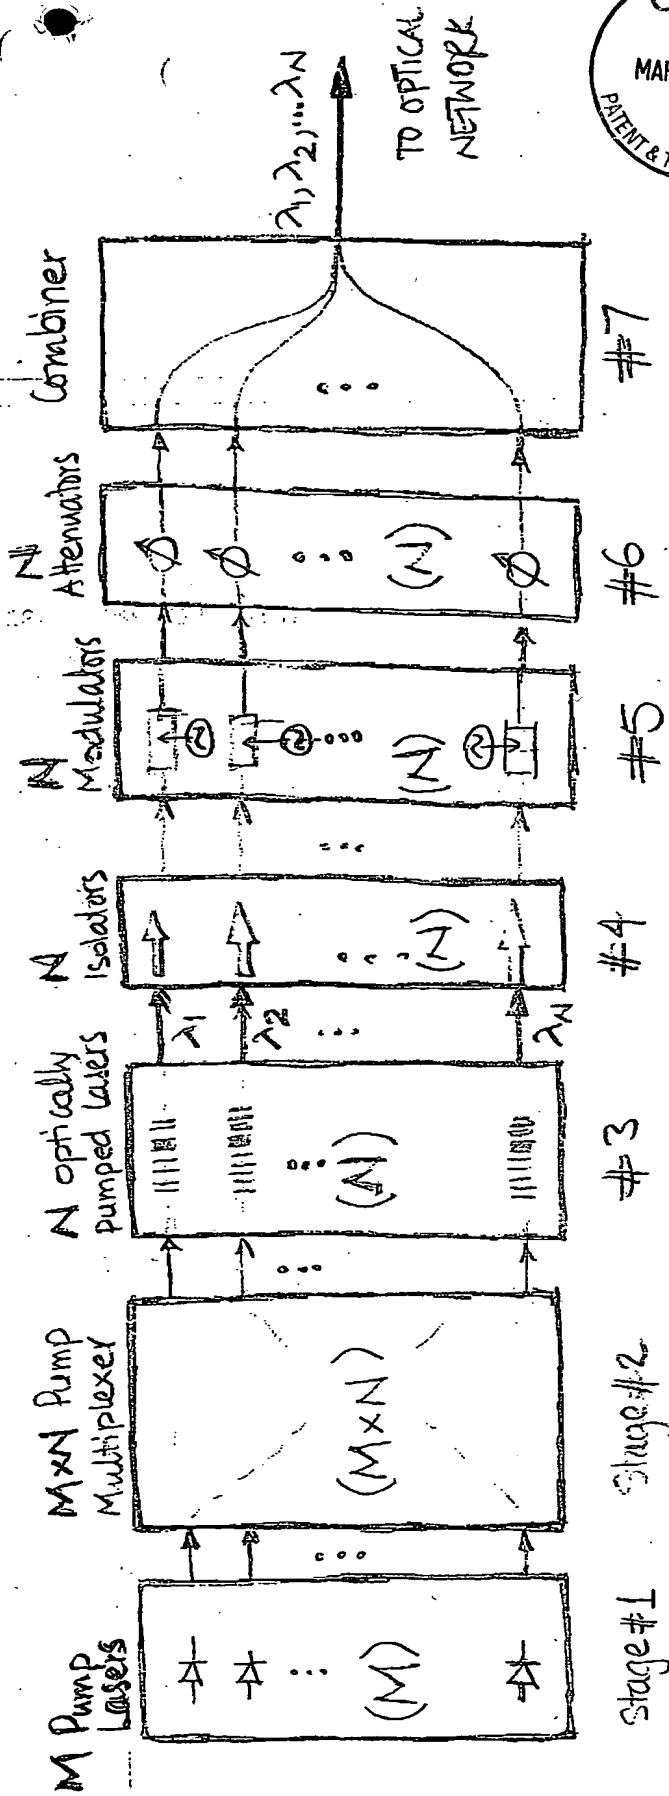 M Pump
Lasers
(M)
Stage #1
MxN Pump
Multiplexer
(MxN)
Stage #2
N optically
pumped lasers
(N)
#3
λ1
λ2
λN
N
Isolators
(N)
#4
N
Modulators
(N)
#5
N
Attenuators
(N)
#6
Combiner
#7
λ1, λ2, ... λN
TO OPTICAL
NETWORK
PATENT & T